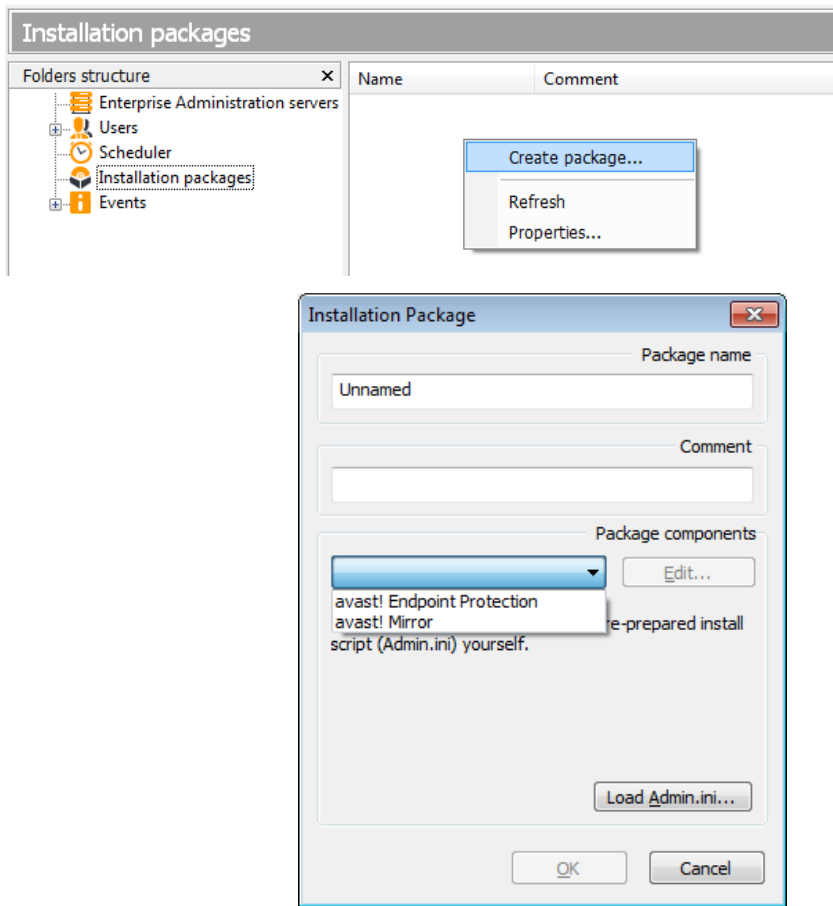 Installation packages
Folders structure
Name Comment
Enterprise Administration servers
Users
Scheduler
Installation packages
Events
Create package...
Refresh
Properties...
Installation Package
Package name
Unnamed
Comment
Package components
Edit...
avast! Endpoint Protection
avast! Mirror
re-prepared install
script (Admin.ini) yourself.
Load Admin.ini...
OK Cancel